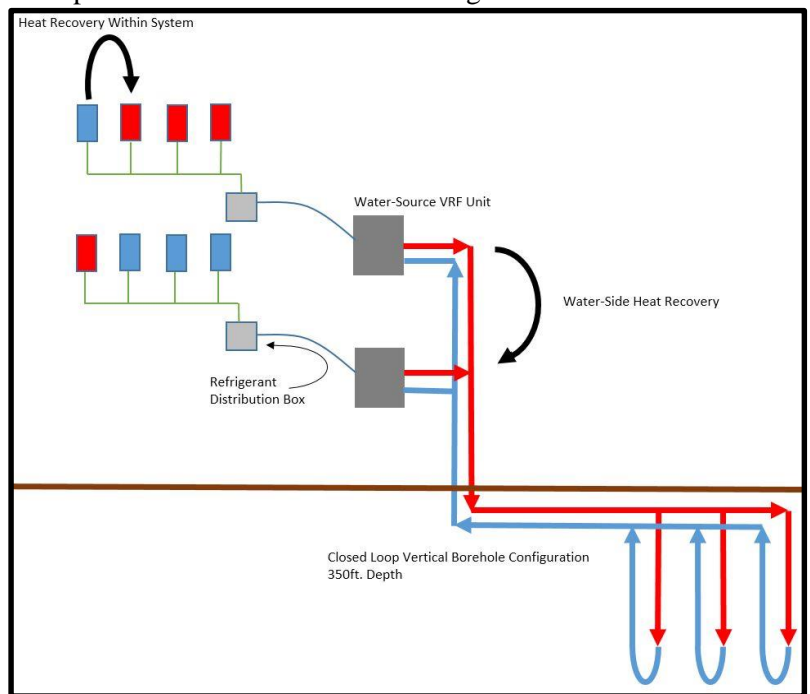 Heat Recovery Within System
Water-Source VRF Unit
Water-Side Heat Recovery
Refrigerant
Distribution Box
Closed Loop Vertical Borehole Configuration
350ft. Depth